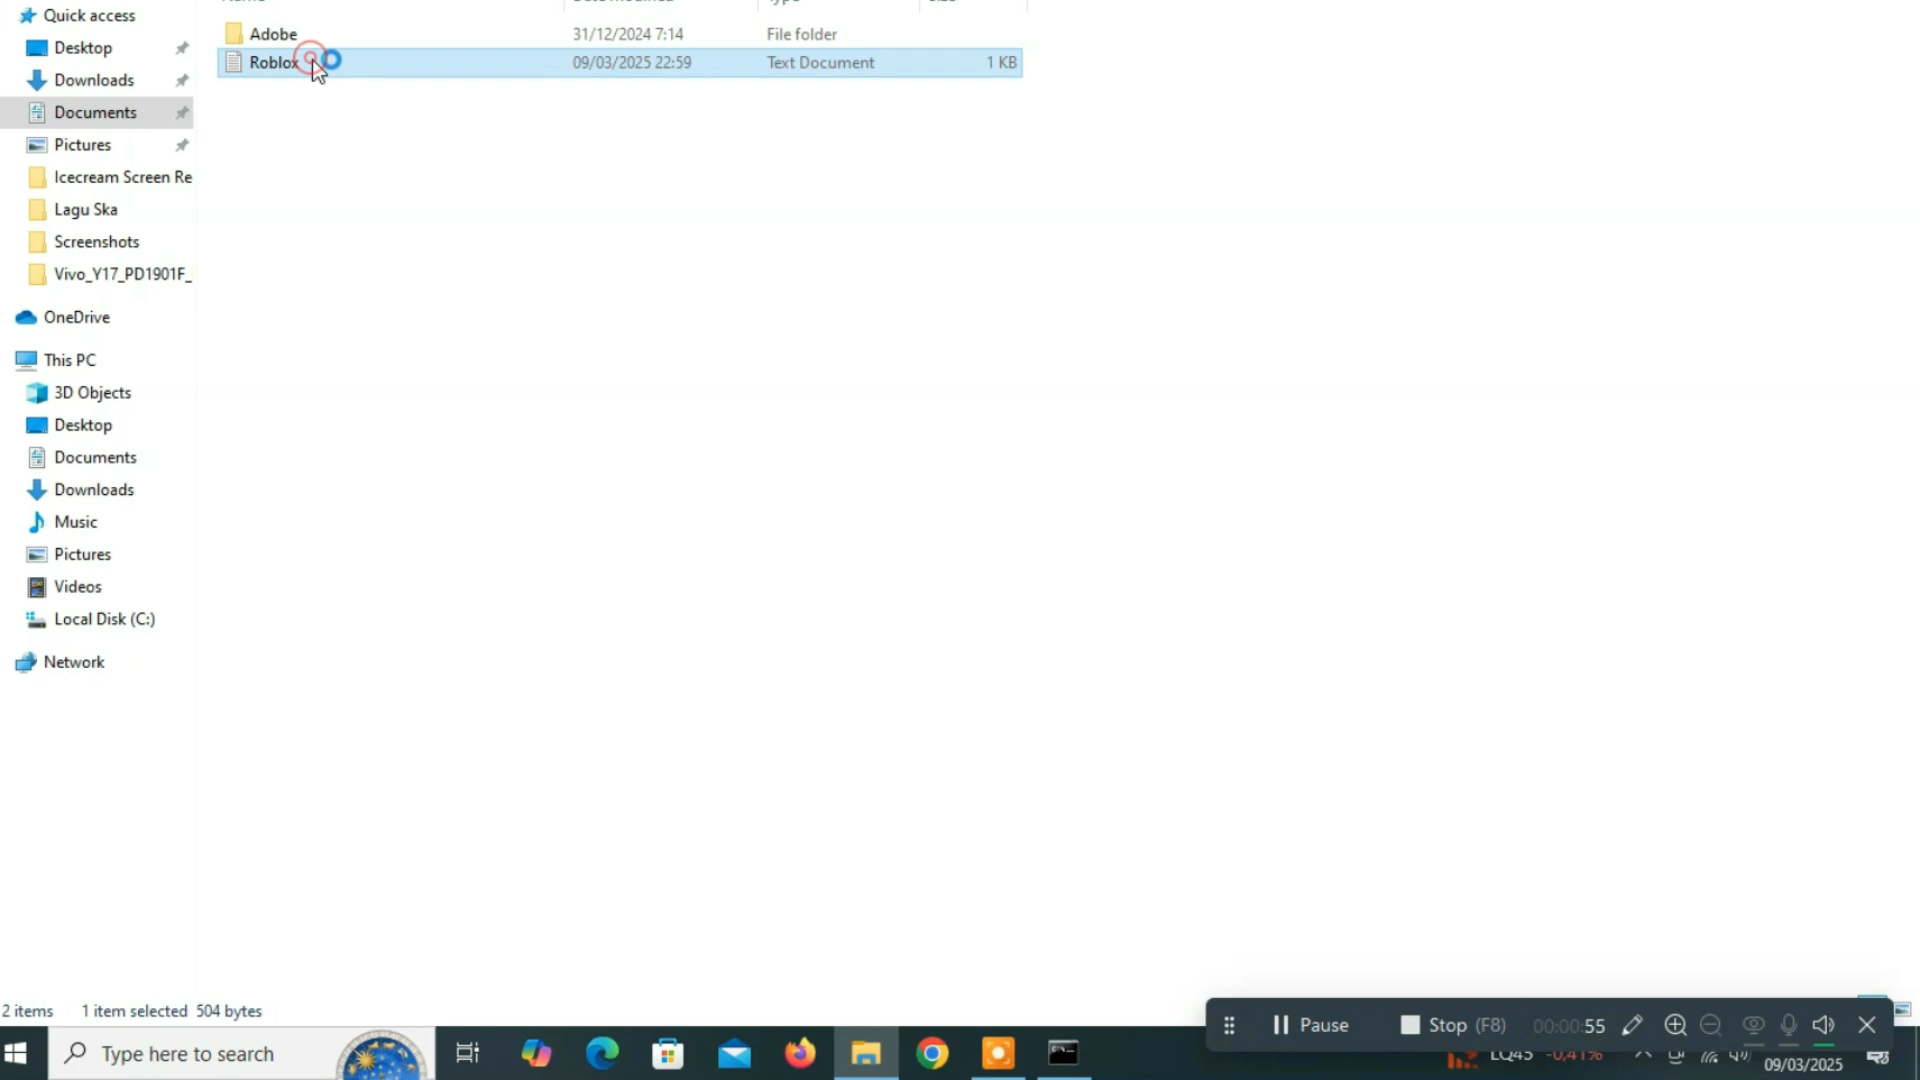 Quick access
Desktop
Downloads
Documents
Pictures
Icecream Screen Re
Lagu Ska
Screenshots
Vivo_Y17_PD1901F_
OneDrive
This PC
3D Objects
Desktop
Documents
Downloads
Music
Pictures
Videos
Local Disk (C:)
Network
Adobe 31/12/2024 7:14 File folder
Roblox 09/03/2025 22:59 Text Document 1 KB
2 items 1 item selected 504 bytes
Pause Stop (F8) 00:00:55
Type here to search
LQ45 -0,41%
09/03/2025